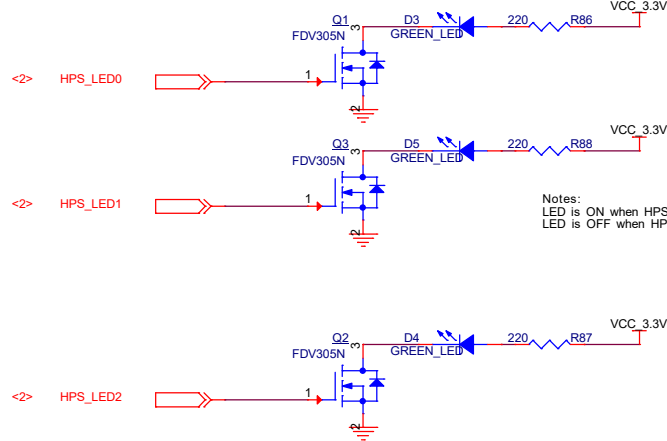 VCC_3.3V
Q1 3 D3 220 R86
FDV305N GREEN_LED
<2> HPS_LED0 1
2
VCC_3.3V
Q3 3 D5 220 R88
FDV305N GREEN_LED
<2> HPS_LED1 1
2
Notes:
LED is ON when HPS
LED is OFF when HP
VCC_3.3V
Q2 3 D4 220 R87
FDV305N GREEN_LED
<2> HPS_LED2 1
2